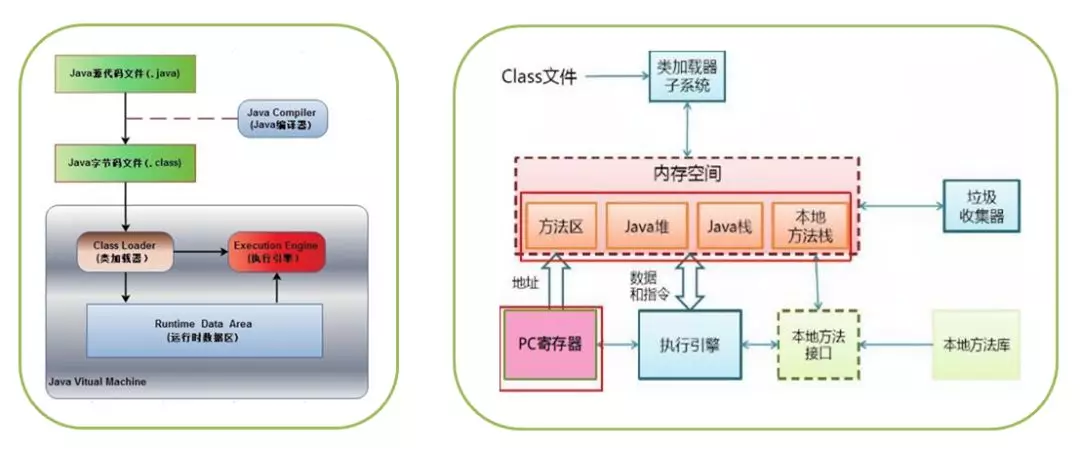 Java源代码文件(.java)
Java Compiler
(Java编译器)
Java字节码文件(.class)
Class Loader
(类加载器)
Execution Engine
(执行引擎)
Runtime Data Area
(运行时数据区)
Java Vitual Machine
Class文件
类加载器
子系统
内存空间
方法区
Java堆
Java栈
本地
方法栈
垃圾
收集器
地址
数据
和指令
PC寄存器
执行引擎
本地方法
接口
本地方法库